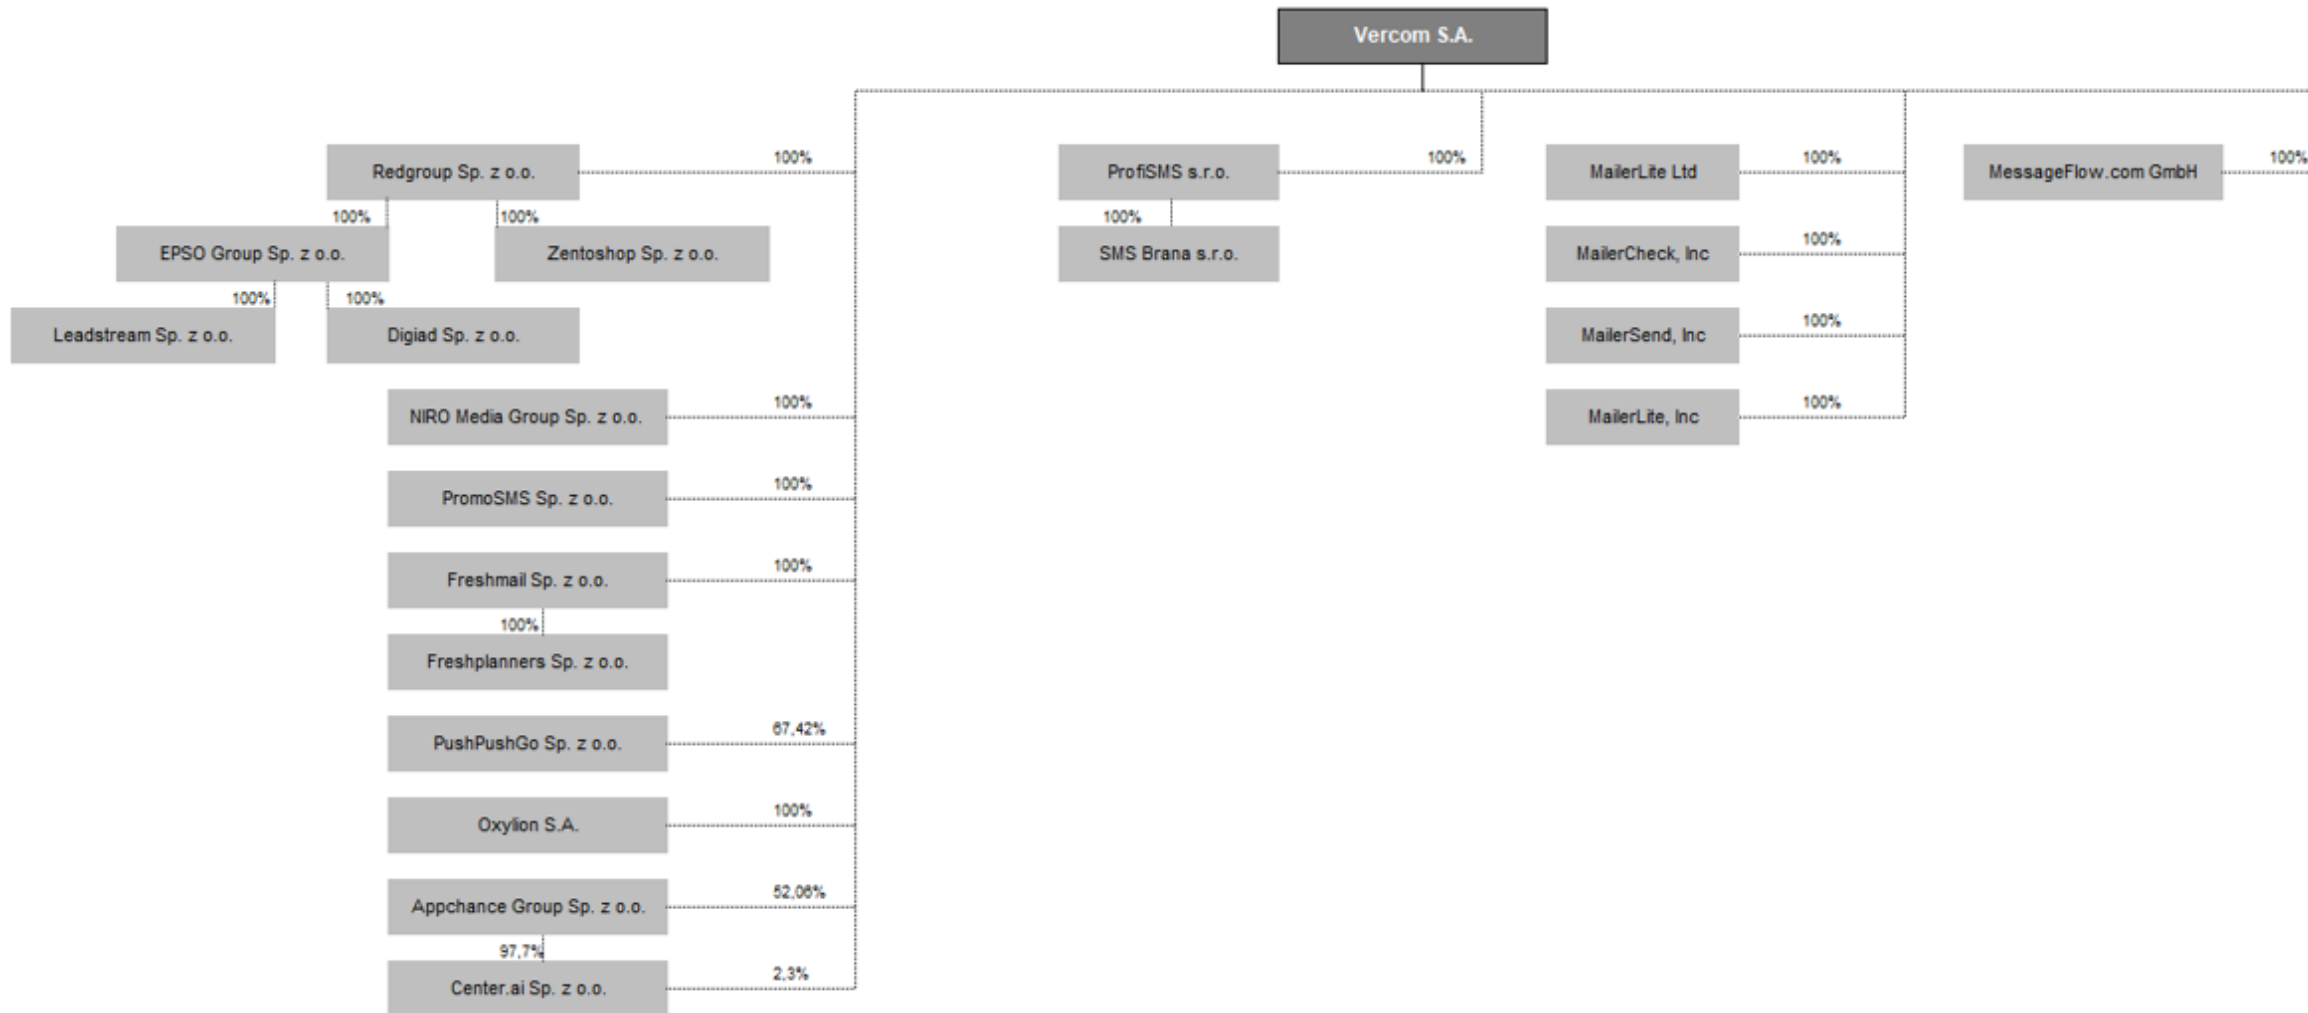 Vercom S.A.
Redgroup Sp. z o.o.
100%
ProfiSMS s.r.o.
100%
MailerLite Ltd
100%
MessageFlow.com GmbH
100%
100%
100%
100%
EPSO Group Sp. z o.o.
Zentoshop Sp. z o.o.
SMS Brana s.r.o.
MailerCheck, Inc
100%
100%
100%
Leadstream Sp. z o.o.
Digiad Sp. z o.o.
MailerSend, Inc
100%
NIRO Media Group Sp. z o.o.
100%
MailerLite, Inc
100%
PromoSMS Sp. z o.o.
100%
Freshmail Sp. z o.o.
100%
100%
Freshplanners Sp. z o.o.
PushPushGo Sp. z o.o.
67,42%
Oxylion S.A.
100%
Appchance Group Sp. z o.o.
52,06%
97,7%
Center.ai Sp. z o.o.
2,3%